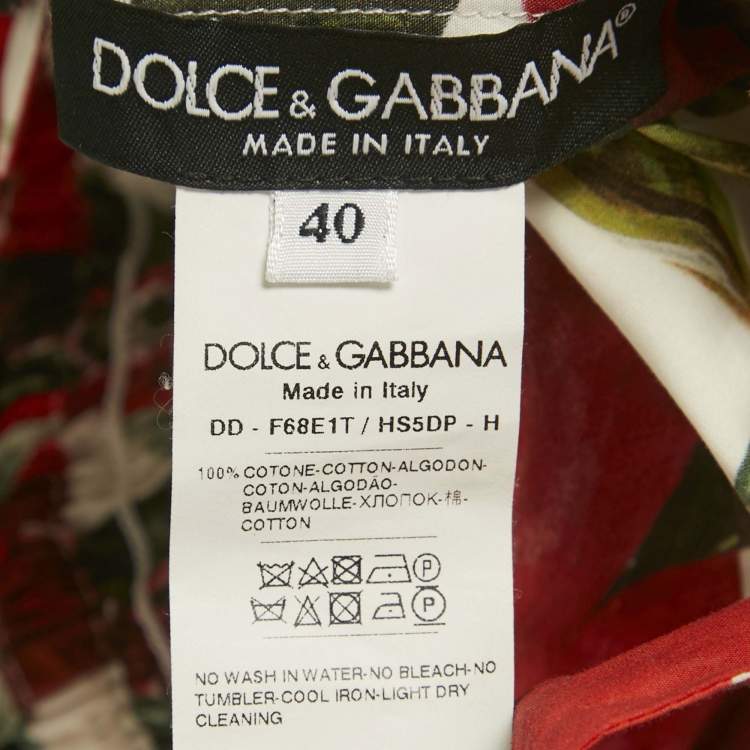 DOLCE & GABBANA®
MADE IN ITALY
40
DOLCE & GABBANA
Made in Italy
DD - F68E1T / HS5DP - H
100% COTONE-COTTON-ALGODON-
COTON-ALGODÃO-
BAUMWOLLE-ХЛОПОК-棉-
COTTON
P
P
NO WASH IN WATER-NO BLEACH-NO
TUMBLER-COOL IRON-LIGHT DRY
CLEANING